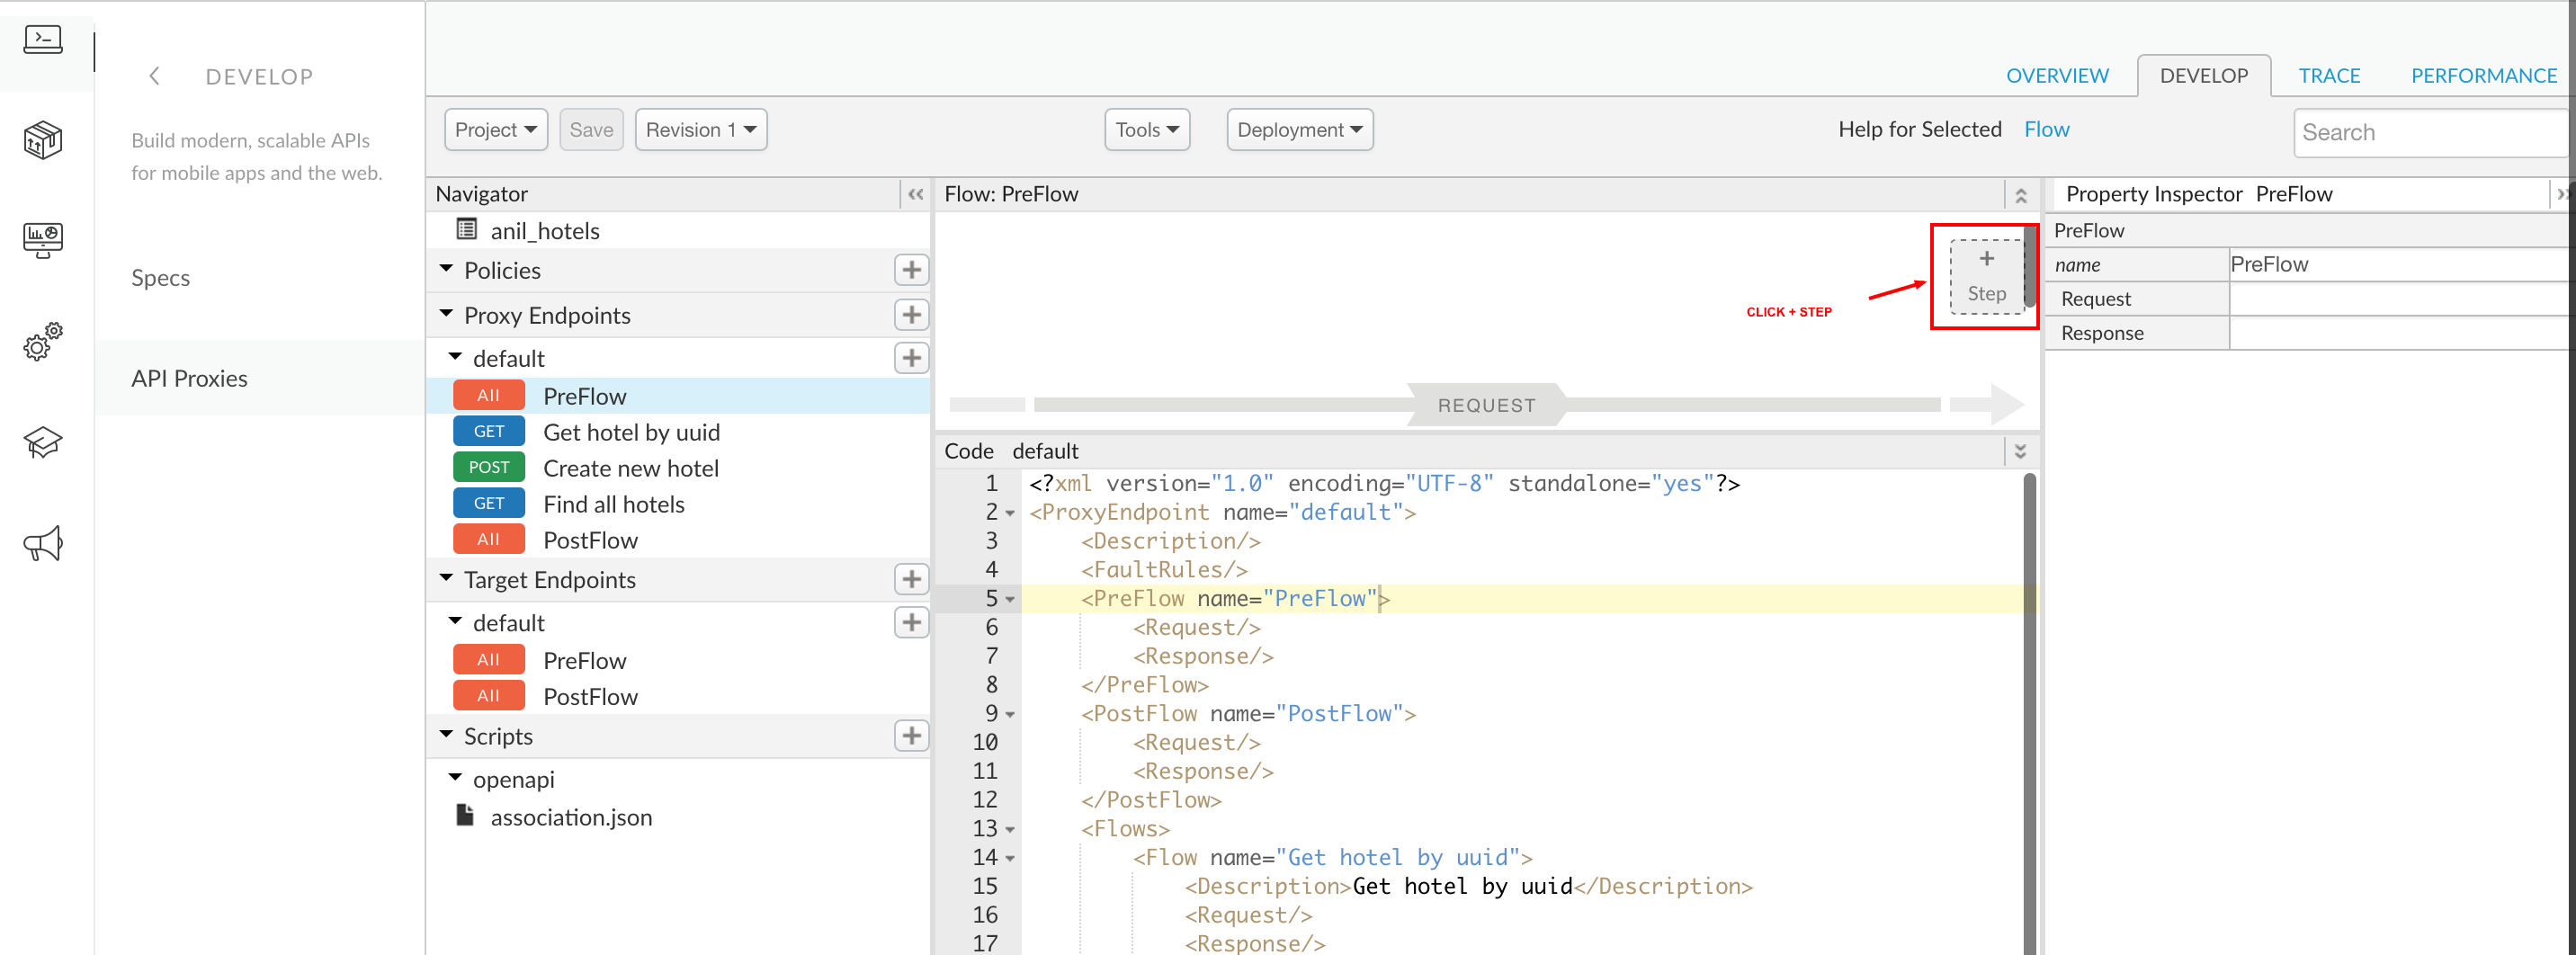 DEVELOP
Build modern, scalable APIs
for mobile apps and the web.
Specs
API Proxies
OVERVIEW
DEVELOP
TRACE
PERFORMANCE
Project
Save
Revision 1
Tools
Deployment
Help for Selected Flow
Search
Navigator
anil_hotels
Policies
Proxy Endpoints
default
All PreFlow
GET Get hotel by uuid
POST Create new hotel
GET Find all hotels
All PostFlow
Target Endpoints
default
All PreFlow
All PostFlow
Scripts
openapi
association.json
Flow: PreFlow
+
Step
CLICK + STEP
REQUEST
Code default
1 <?xml version="1.0" encoding="UTF-8" standalone="yes"?>
2 <ProxyEndpoint name="default">
3 <Description/>
4 <FaultRules/>
5 <PreFlow name="PreFlow">
6 <Request/>
7 <Response/>
8 </PreFlow>
9 <PostFlow name="PostFlow">
10 <Request/>
11 <Response/>
12 </PostFlow>
13 <Flows>
14 <Flow name="Get hotel by uuid">
15 <Description>Get hotel by uuid</Description>
16 <Request/>
17 <Response/>
Property Inspector PreFlow
PreFlow
name PreFlow
Request
Response